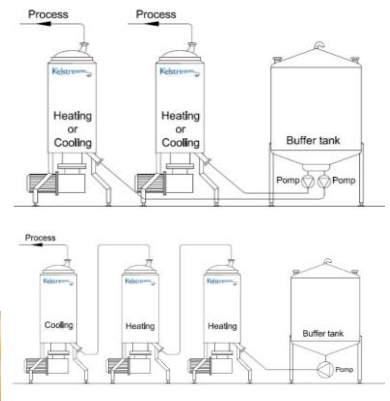 Process
Process
Kelstream
Kelstream
Heating
or
Cooling
Heating
or
Cooling
Buffer tank
Pomp
Pomp
Process
Kelstream
Kelstream
Kelstream
Cooling
Heating
Heating
Buffer tank
Pomp